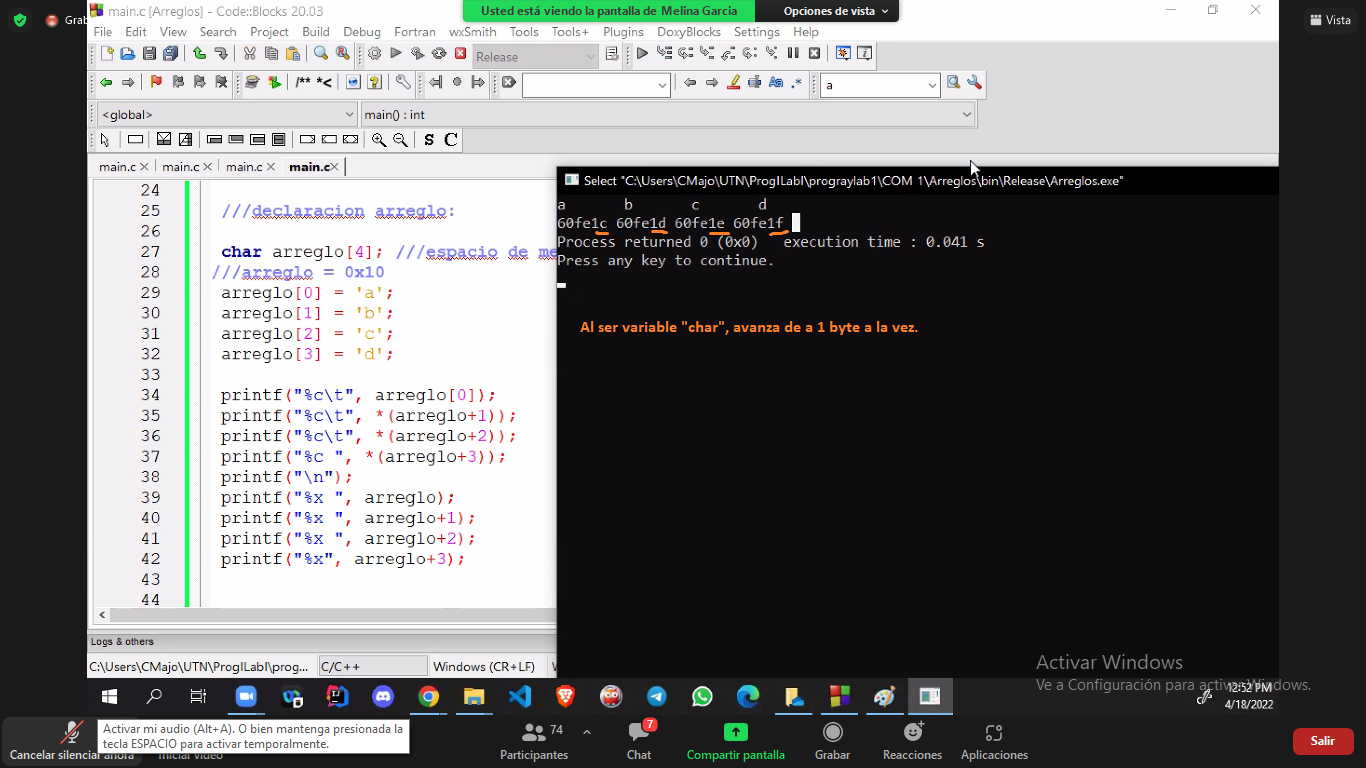 Grab
main.c [Arreglos] - Code::Blocks 20.03
Usted está viendo la pantalla de Melina Garcia
Opciones de vista
Vista
File Edit View Search Project Build Debug Fortran wxSmith Tools Tools+ Plugins DoxyBlocks Settings Help
Release
/** *<
Aa .*
a
<global>
main() : int
S C
main.c
main.c
main.c
main.c
24
25 ///declaracion arreglo:
26
27 char arreglo[4]; ///espacio de me
28 ///arreglo = 0x10
29 arreglo[0] = 'a';
30 arreglo[1] = 'b';
31 arreglo[2] = 'c';
32 arreglo[3] = 'd';
33
34 printf("%c\t", arreglo[0]);
35 printf("%c\t", *(arreglo+1));
36 printf("%c\t", *(arreglo+2));
37 printf("%c ", *(arreglo+3));
38 printf("\n");
39 printf("%x ", arreglo);
40 printf("%x ", arreglo+1);
41 printf("%x ", arreglo+2);
42 printf("%x", arreglo+3);
43
44
Select "C:\Users\CMajo\UTN\ProgILabI\prograylab1\COM 1\Arreglos\bin\Release\Arreglos.exe"
a b c d
60fe1c 60fe1d 60fe1e 60fe1f
Process returned 0 (0x0) execution time : 0.041 s
Press any key to continue.
Al ser variable "char", avanza de a 1 byte a la vez.
Logs & others
C:\Users\CMajo\UTN\ProgILabI\prog...
C/C++
Windows (CR+LF)
Activar Windows
Ve a Configuración para activar Windows.
12:52 PM
4/18/2022
Activar mi audio (Alt+A). O bien mantenga presionada la
tecla ESPACIO para activar temporalmente.
Cancelar silenciar ahora
Iniciar video
74
Participantes
7
Chat
Compartir pantalla
Grabar
Reacciones
Aplicaciones
Salir